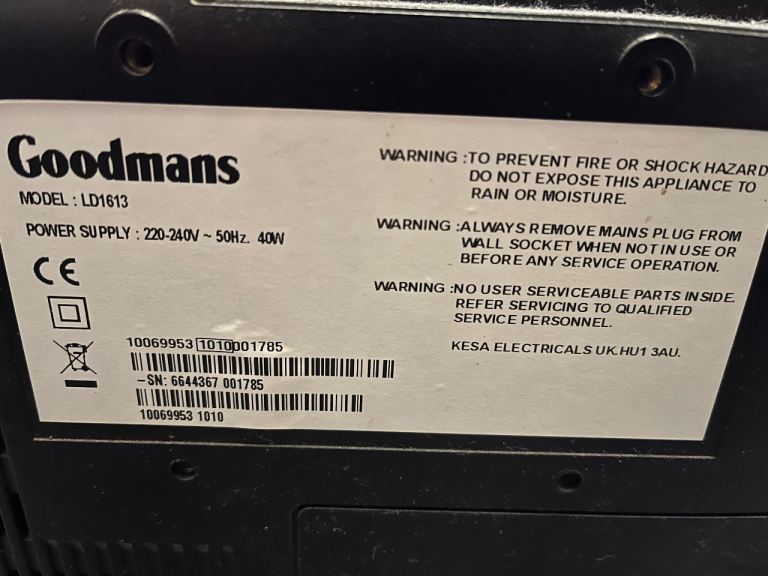 Goodmans
MODEL : LD1613
POWER SUPPLY : 220-240V ~ 50Hz. 40W
CE
10069953 1010 001785
-SN: 6644367 001785
10069953 1010
WARNING :TO PREVENT FIRE OR SHOCK HAZARD
DO NOT EXPOSE THIS APPLIANCE TO
RAIN OR MOISTURE.
WARNING :ALWAYS REMOVE MAINS PLUG FROM
WALL SOCKET WHEN NOT IN USE OR
BEFORE ANY SERVICE OPERATION.
WARNING :NO USER SERVICEABLE PARTS INSIDE.
REFER SERVICING TO QUALIFIED
SERVICE PERSONNEL.
KESA ELECTRICALS UK.HU1 3AU.